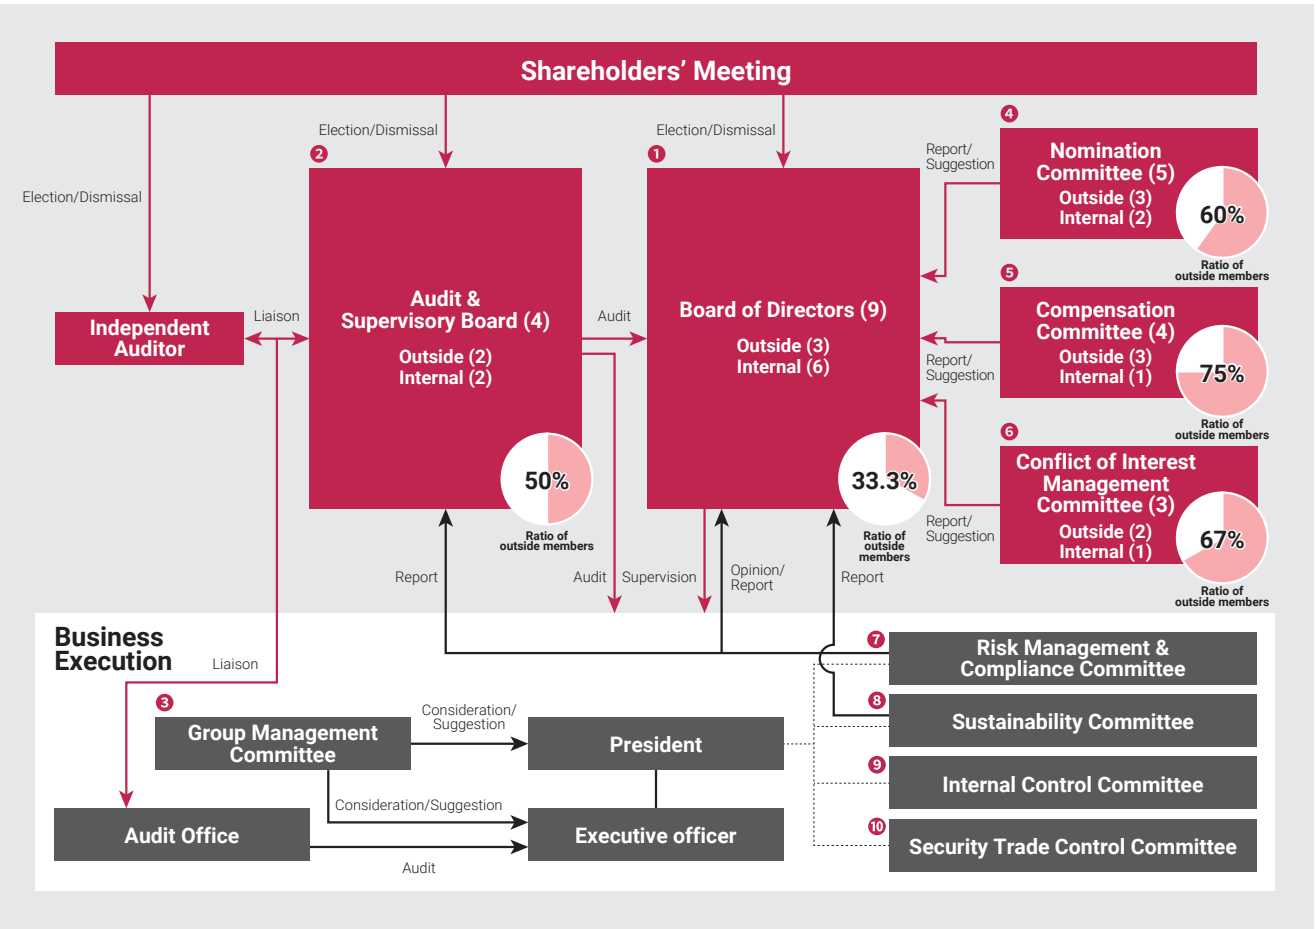 Shareholders’ Meeting
Election/Dismissal
Election/Dismissal
Election/Dismissal
2
Audit &
Supervisory Board (4)
Outside (2)
Internal (2)
50%
Ratio of
outside members
1
Board of Directors (9)
Outside (3)
Internal (6)
33.3%
Ratio of
outside
members
Independent
Auditor
Liaison
Audit
Report/
Suggestion
4
Nomination
Committee (5)
Outside (3)
Internal (2)
60%
Ratio of
outside members
Report/
Suggestion
5
Compensation
Committee (4)
Outside (3)
Internal (1)
75%
Ratio of
outside members
Report/
Suggestion
6
Conflict of Interest
Management
Committee (3)
Outside (2)
Internal (1)
67%
Ratio of
outside members
Report
Audit
Supervision
Opinion/
Report
Report
Business
Execution
Liaison
3
Group Management
Committee
Consideration/
Suggestion
President
Consideration/Suggestion
Audit Office
Audit
Executive officer
7
Risk Management &
Compliance Committee
8
Sustainability Committee
9
Internal Control Committee
10
Security Trade Control Committee